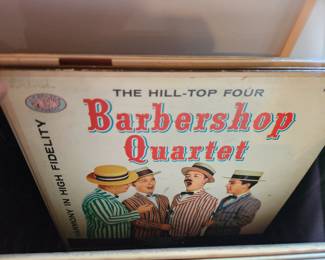 THE HILL-TOP FOUR
Barbershop
Quartet
HARMONY IN HIGH FIDELITY